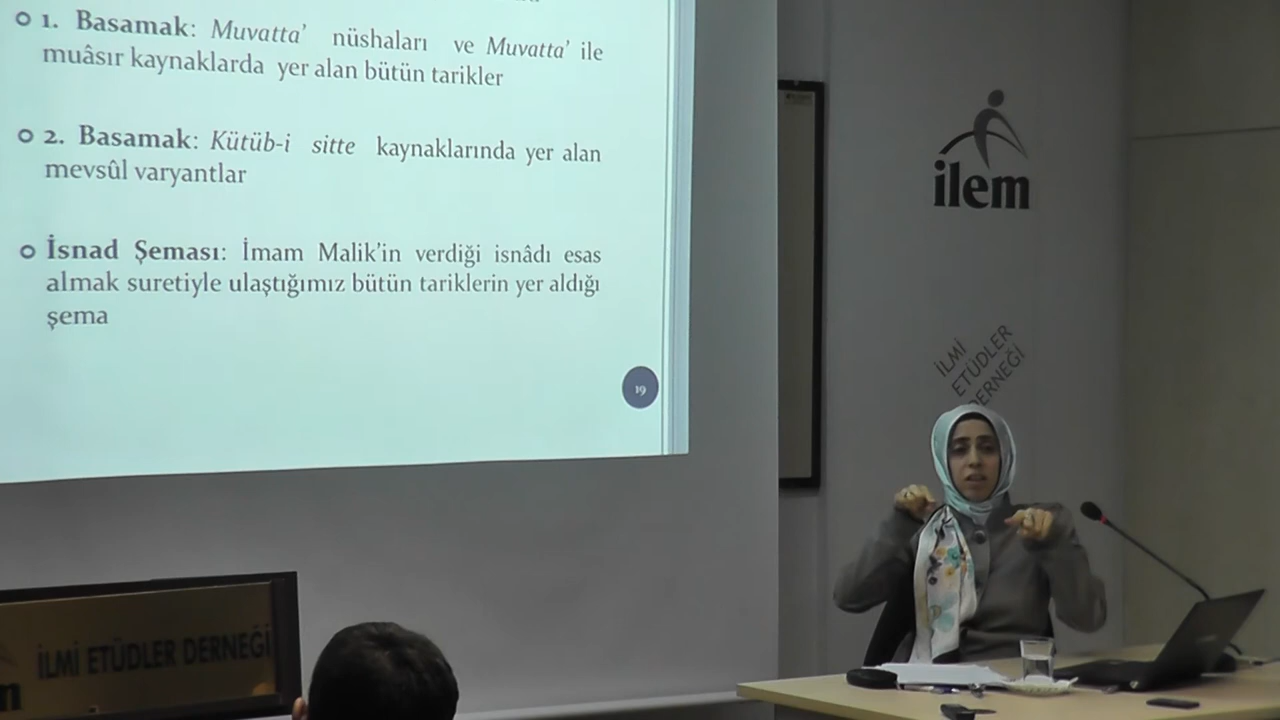 1. Basamak: Muvatta' nüshaları ve Muvatta' ile
muâsır kaynaklarda yer alan bütün tarikler
2. Basamak: Kütüb-i sitte kaynaklarında yer alan
mevsûl varyantlar
İsnad Şeması: İmam Malik'in verdiği isnâdı esas
almak suretiyle ulaştığımız bütün tariklerin yer aldığı
şema
19
ilem
İLMİ
ETÜDLER
DERNEĞİ
İLMİ ETÜDLER DERNEĞİ